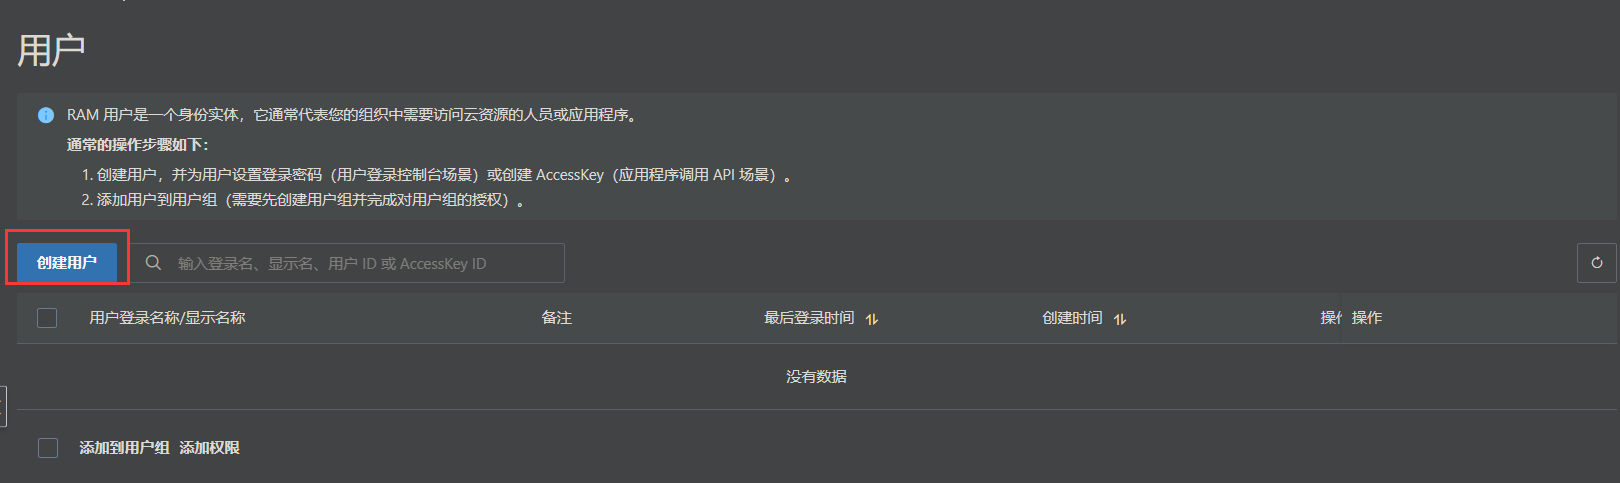 用户
RAM 用户是一个身份实体，它通常代表您的组织中需要访问云资源的人员或应用程序。
通常的操作步骤如下：
1. 创建用户，并为用户设置登录密码（用户登录控制台场景）或创建 AccessKey（应用程序调用 API 场景）。
2. 添加用户到用户组（需要先创建用户组并完成对用户组的授权）。
创建用户 输入登录名、显示名、用户 ID 或 AccessKey ID
用户登录名称/显示名称 备注 最后登录时间 创建时间 操作 操作
没有数据
添加到用户组 添加权限